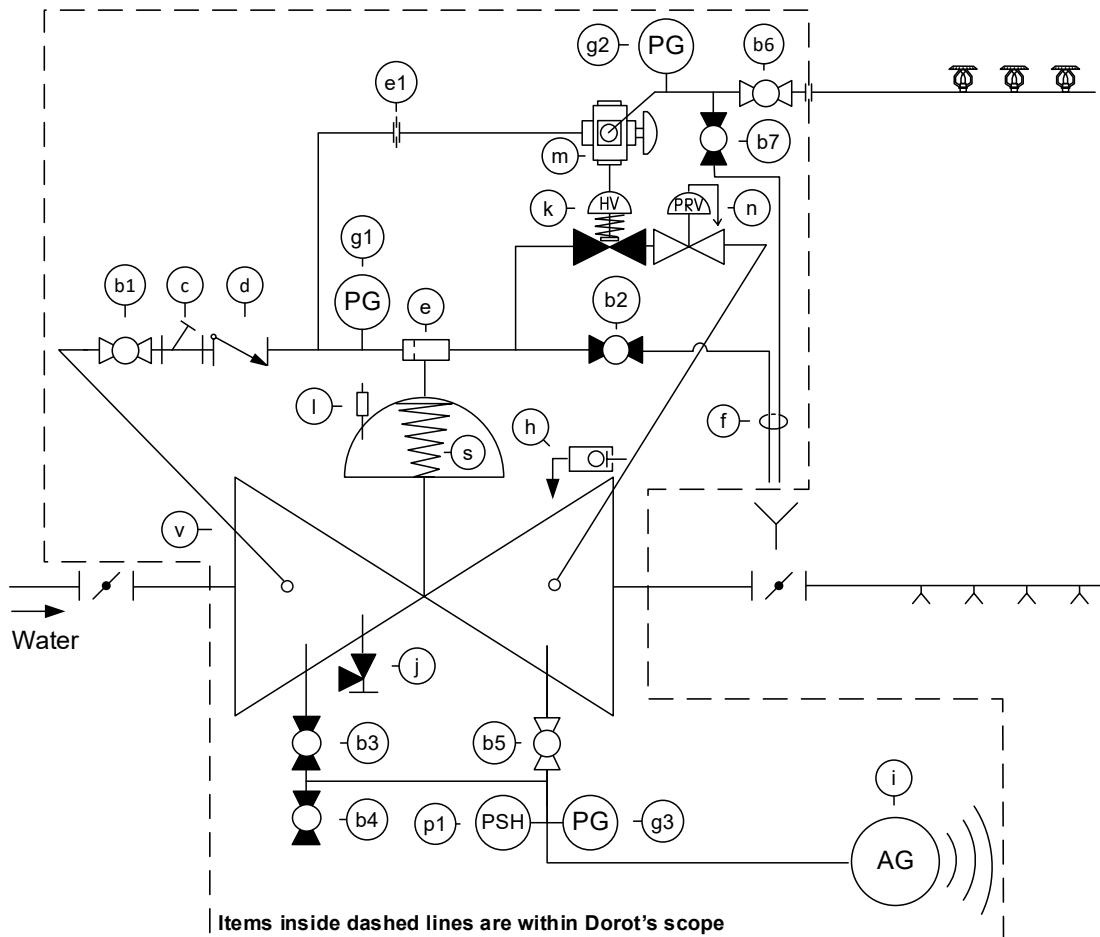 g2
PG
b6
e1
m
b7
k
HV
PRV
n
g1
b1
c
d
PG
e
b2
l
s
h
f
v
Water
j
b3
b5
b4
p1
PSH
PG
g3
i
AG
Items inside dashed lines are within Dorot's scope